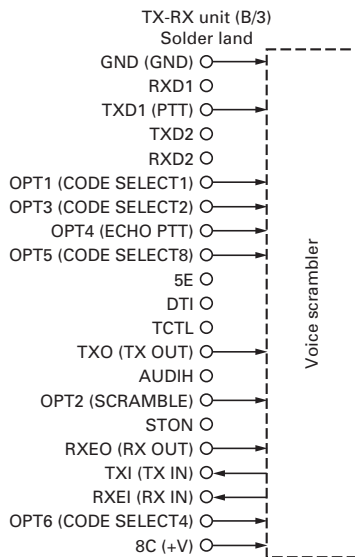 TX-RX unit (B/3)
Solder land
GND (GND)
RXD1
TXD1 (PTT)
TXD2
RXD2
OPT1 (CODE SELECT1)
OPT3 (CODE SELECT2)
OPT4 (ECHO PTT)
OPT5 (CODE SELECT8)
5E
DTI
TCTL
TXO (TX OUT)
AUDIH
OPT2 (SCRAMBLE)
STON
RXEO (RX OUT)
TXI (TX IN)
RXEI (RX IN)
OPT6 (CODE SELECT4)
8C (+V)
Voice scrambler